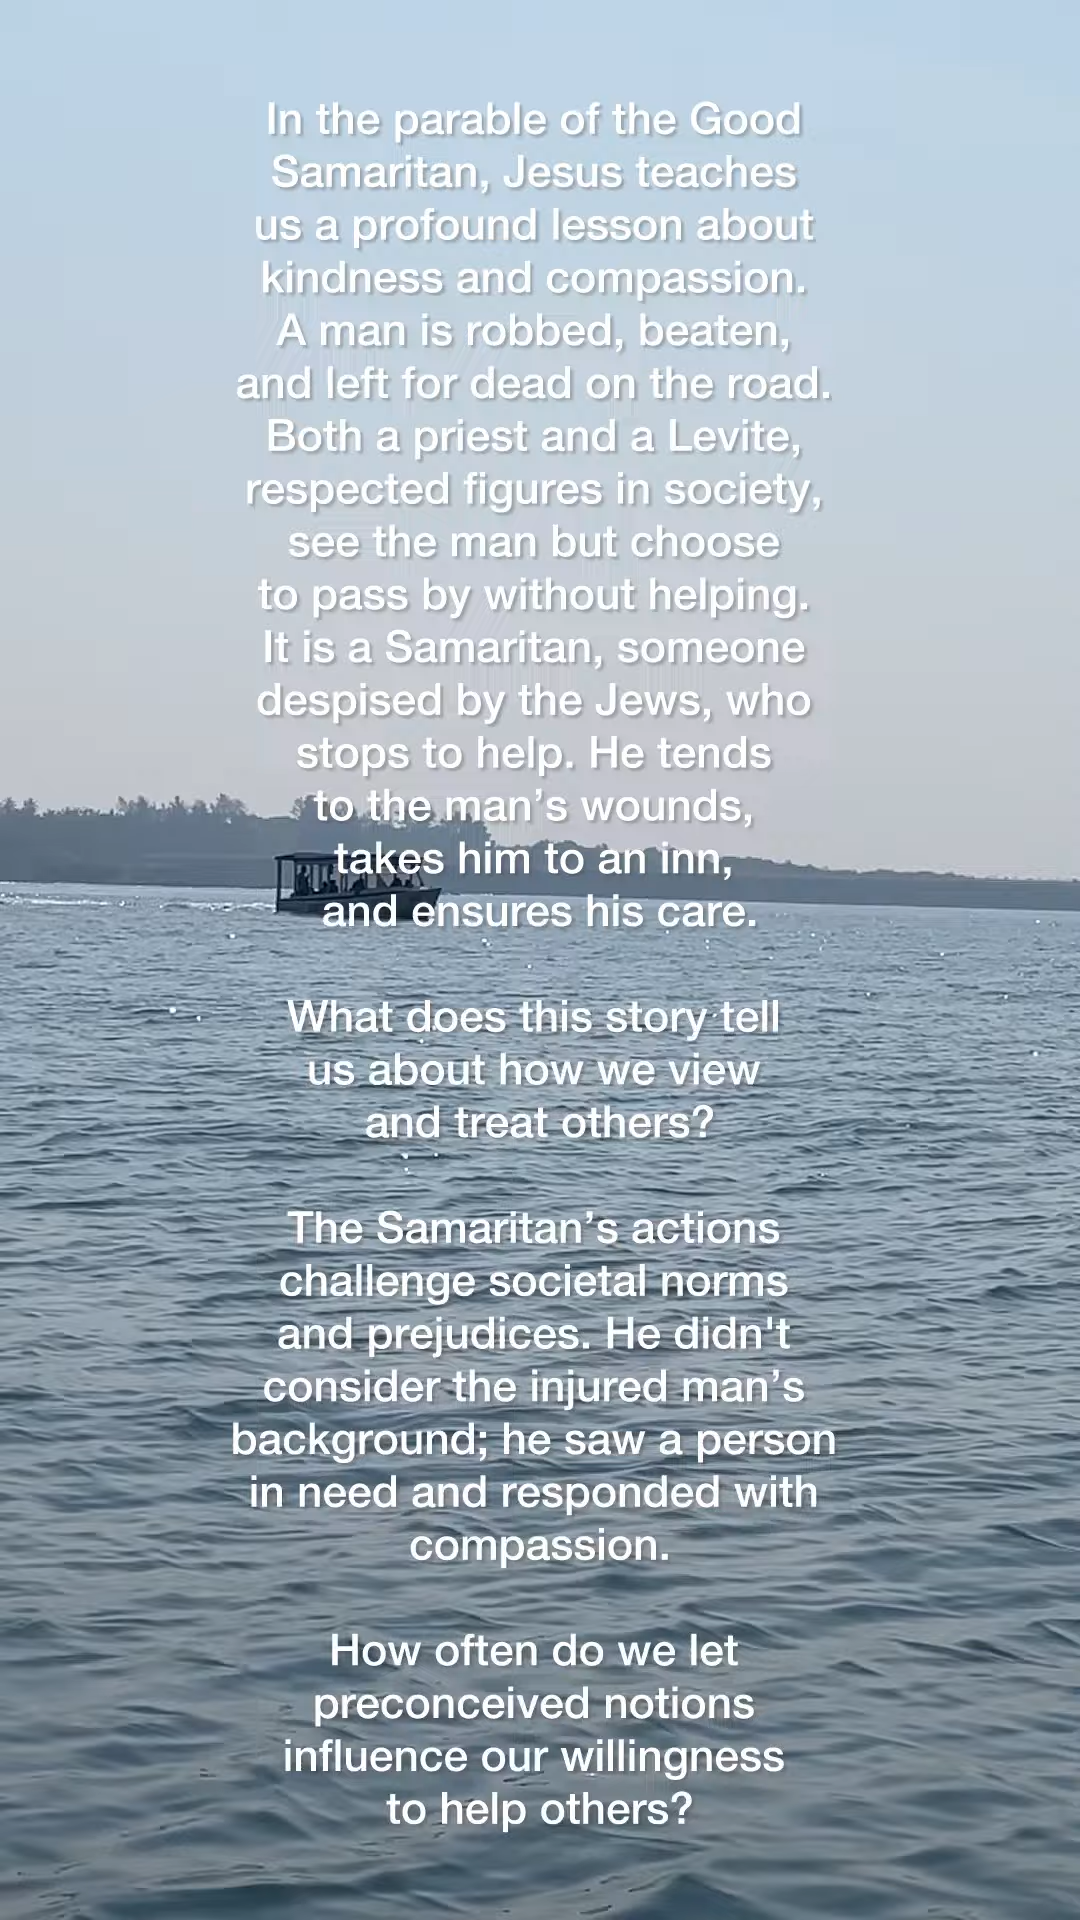 In the parable of the Good
Samaritan, Jesus teaches
us a profound lesson about
kindness and compassion.
A man is robbed, beaten,
and left for dead on the road.
Both a priest and a Levite,
respected figures in society,
see the man but choose
to pass by without helping.
It is a Samaritan, someone
despised by the Jews, who
stops to help. He tends
to the man’s wounds,
takes him to an inn,
and ensures his care.
What does this story tell
us about how we view
and treat others?
The Samaritan’s actions
challenge societal norms
and prejudices. He didn't
consider the injured man’s
background; he saw a person
in need and responded with
compassion.
How often do we let
preconceived notions
influence our willingness
to help others?